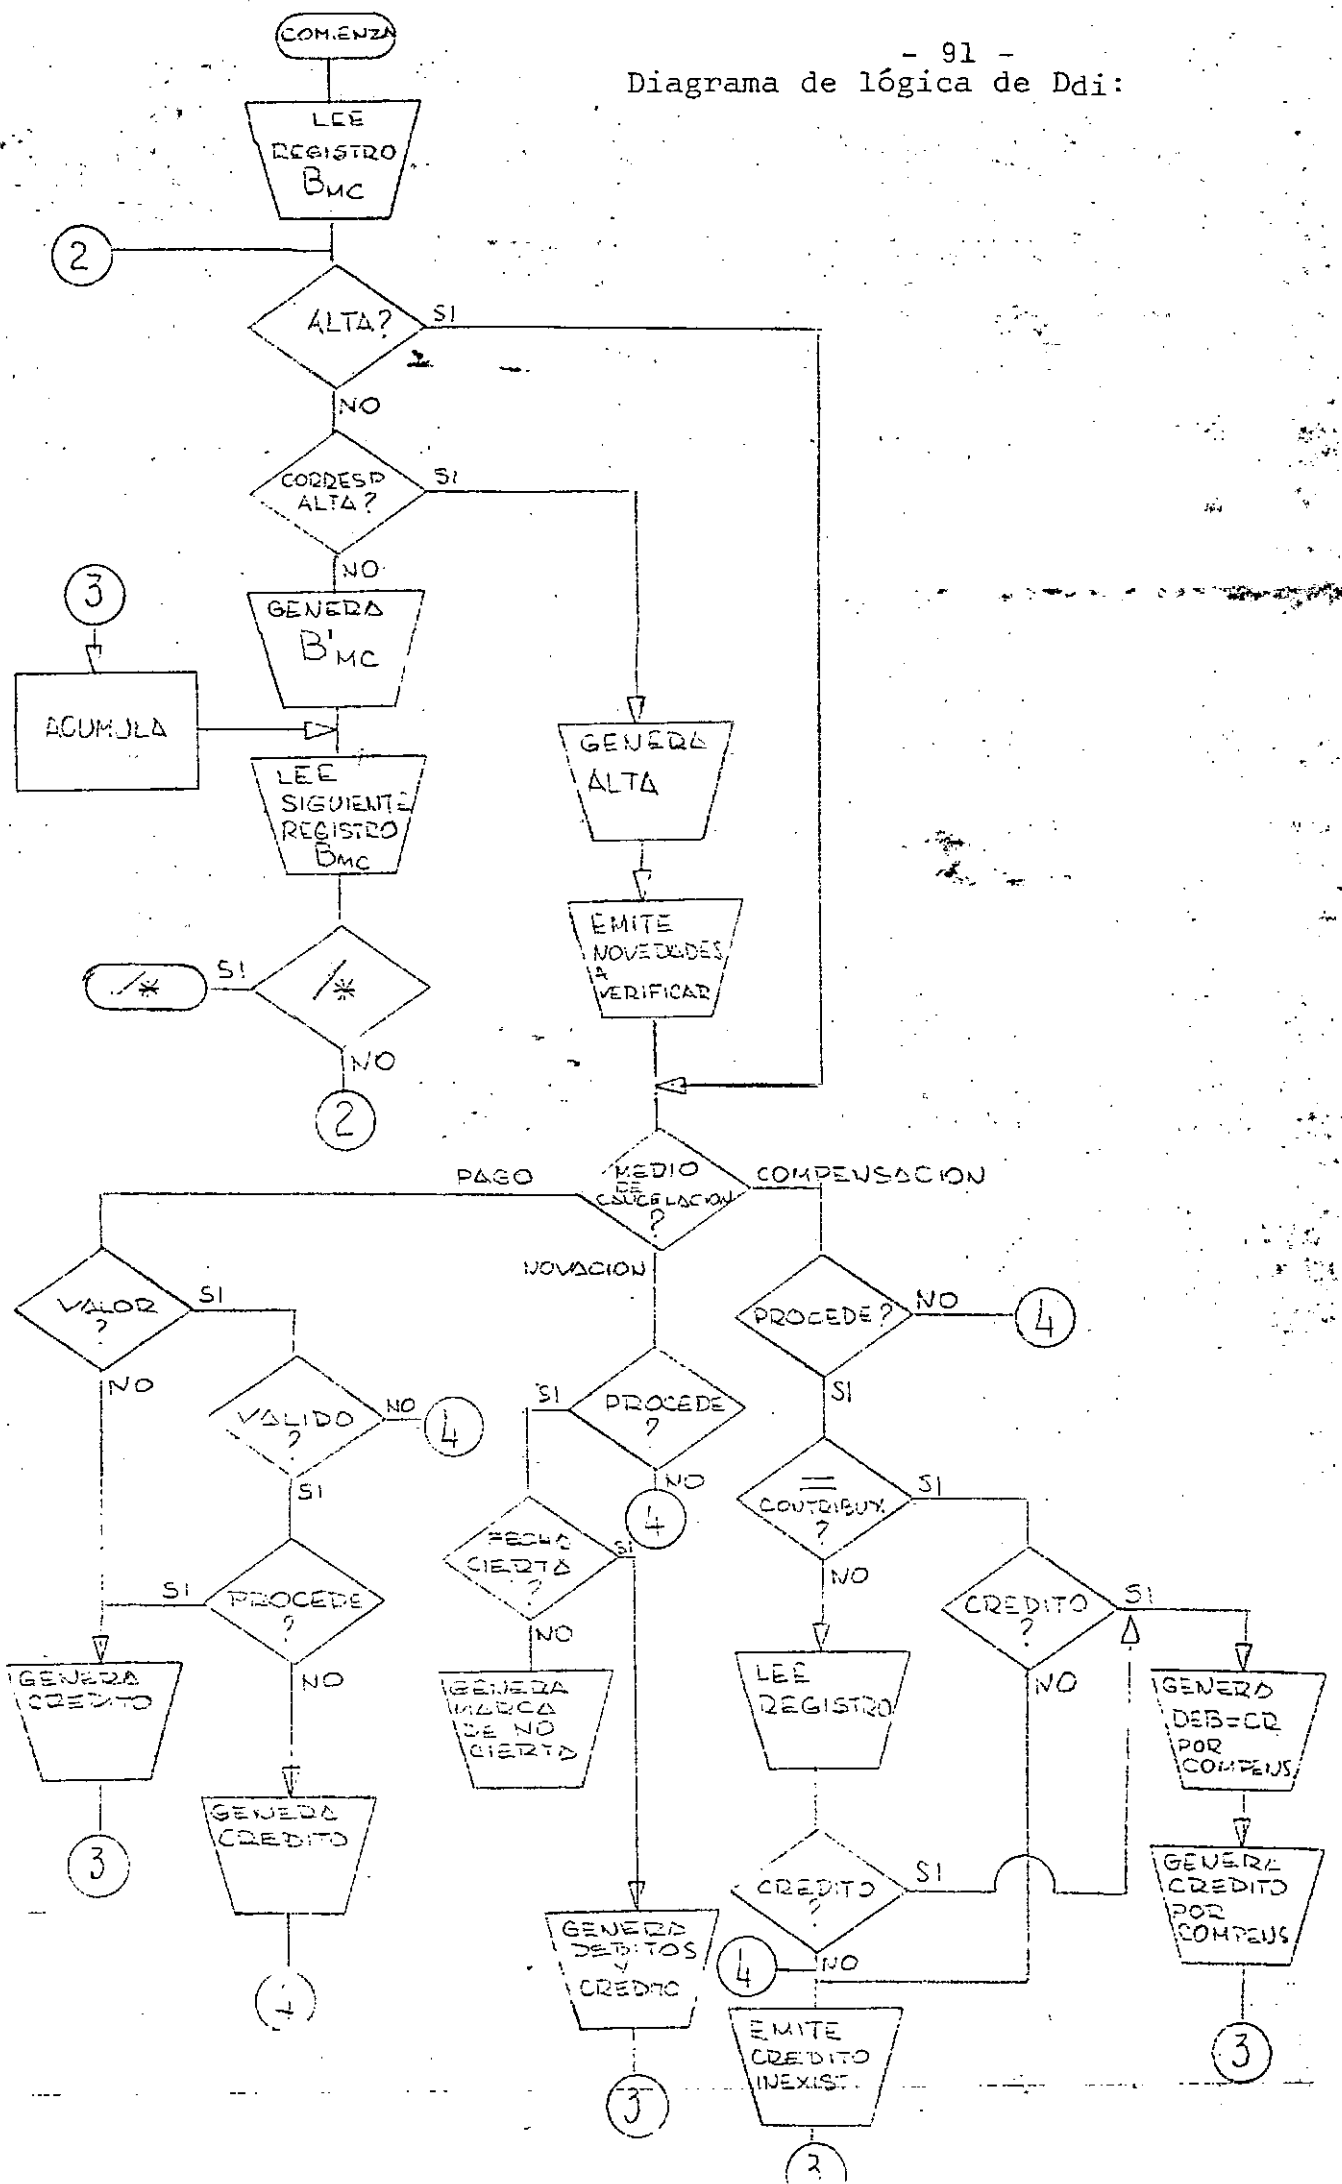 - 91 -
Diagrama de lógica de Ddi:
COMIENZA
LEE
REGISTRO
BMC
2
ALTA?
SI
NO
CORRESP
ALTA?
SI
NO
3
GENERA
B'MC
ACUMULA
GENERA
ALTA
LEE
SIGUIENTE
REGISTRO
BMC
EMITE
NOVEDADES
A
VERIFICAR
/*
SI
/*
NO
2
PAGO
MEDIO
DE
CANCELACION
?
COMPENSACION
NOVACION
VALOR
?
SI
NO
PROCEDE?
NO
4
SI
VALIDO
?
NO
4
SI
SI
PROCEDE
?
NO
4
=
CONTRIBUY.
?
SI
NO
FECHA
CIERTA
?
SI
NO
SI
PROCEDE
?
NO
CREDITO
?
SI
NO
GENERA
CREDITO
GENERA
MARCA
DE NO
CIERTA
LEE
REGISTRO
GENERA
DEB=CR
POR
COMPENS.
GENERA
CREDITO
3
CREDITO
?
SI
NO
4
GENERA
CREDITO
POR
COMPENS
GENERA
DEBITOS
Y
CREDITO
EMITE
CREDITO
INEXIST.
3
3